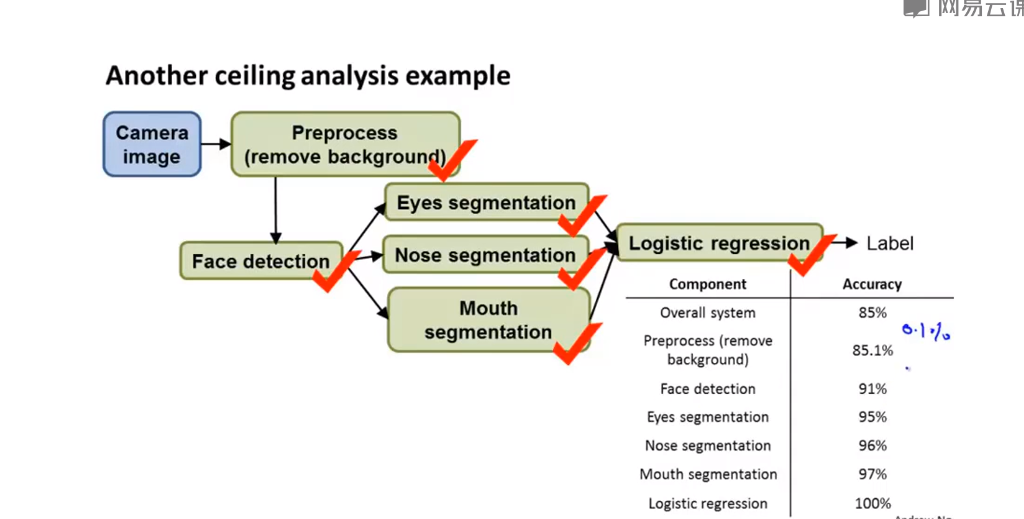 网易云课
Another ceiling analysis example
Camera
image
Preprocess
(remove background)
Eyes segmentation
Face detection
Nose segmentation
Mouth
segmentation
Logistic regression
Label
Component Accuracy
Overall system 85%
0.1%
Preprocess (remove
background) 85.1%
Face detection 91%
Eyes segmentation 95%
Nose segmentation 96%
Mouth segmentation 97%
Logistic regression 100%
Andrew Ng